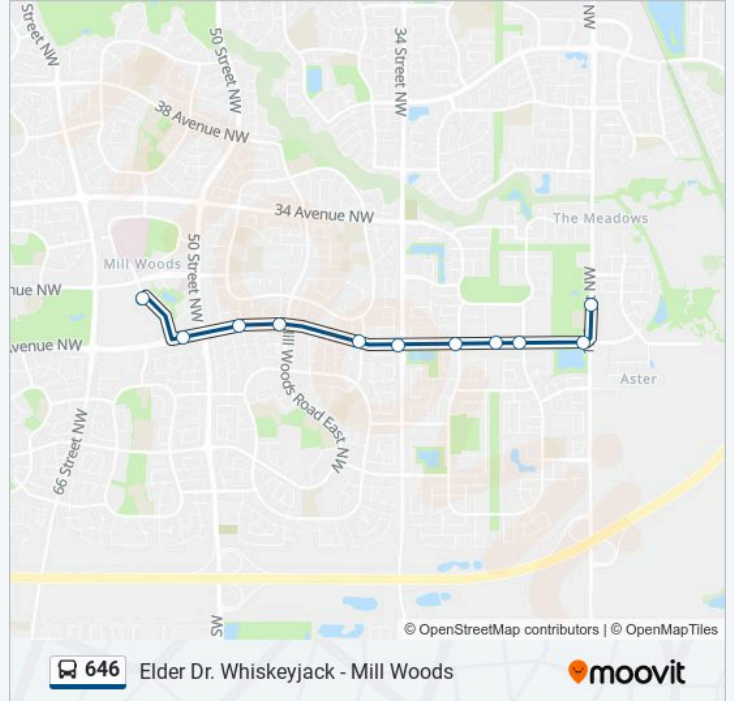 Street NW
50 Street NW
34 Street NW
NW
38 Avenue NW
34 Avenue NW
The Meadows
Mill Woods
50 Street NW
NW
nue NW
venue NW
Mill Woods Road East NW
Aster
66 Street NW
SW
© OpenStreetMap contributors | © OpenMapTiles
646 Elder Dr. Whiskeyjack - Mill Woods
moovit